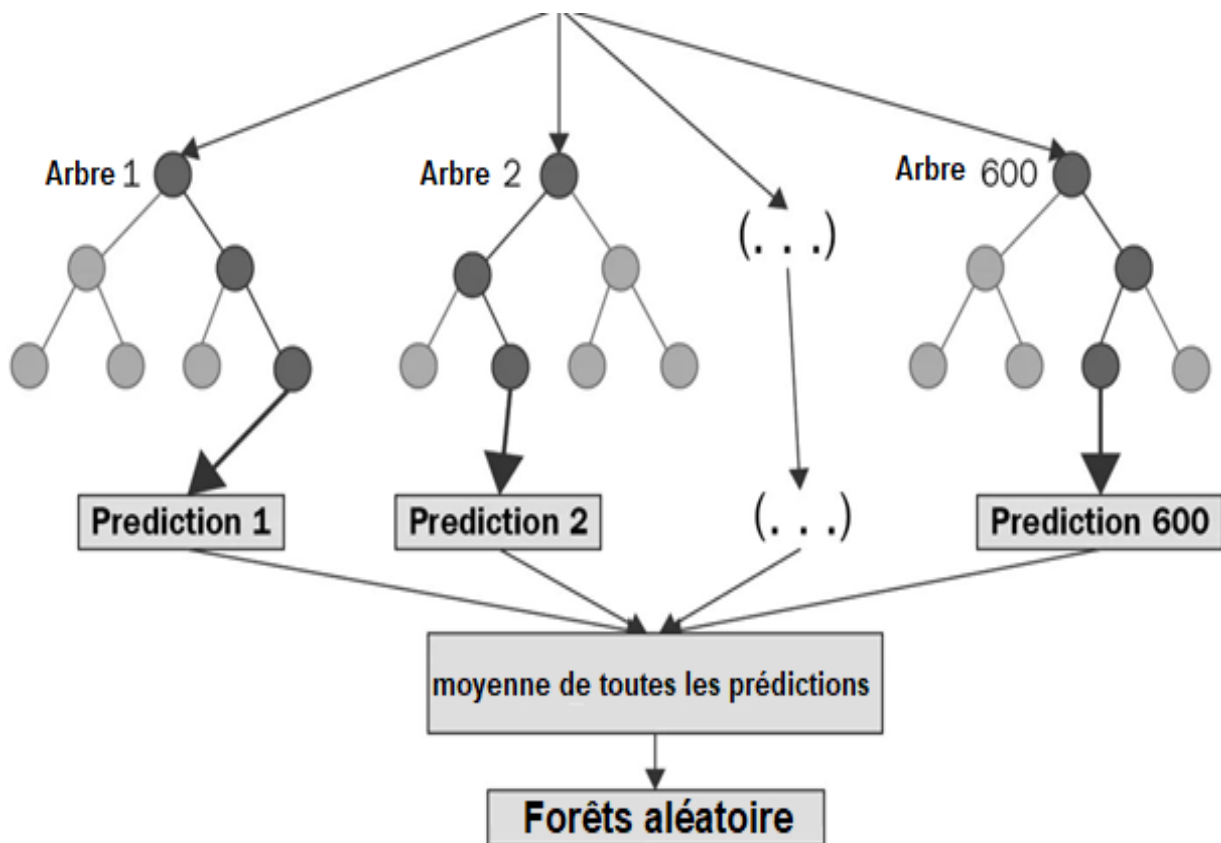 Arbre 1
Arbre 2
Arbre 600
(. . .)
Prediction 1
Prediction 2
(. . .)
Prediction 600
moyenne de toutes les prédictions
Forêts aléatoire